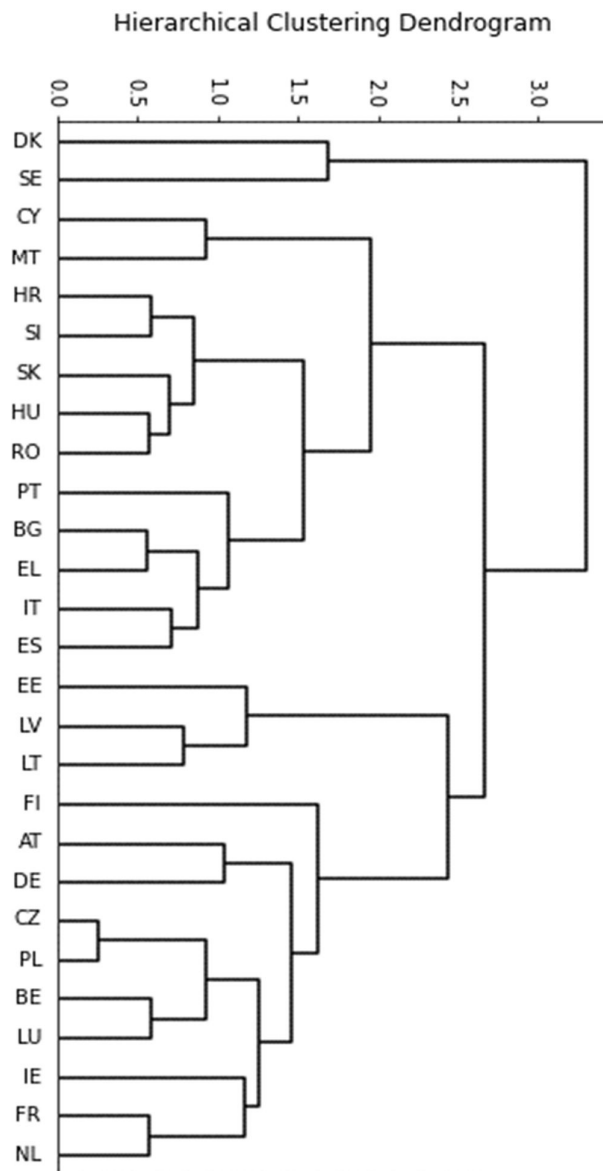 Hierarchical Clustering Dendrogram
0.0 0.5 1.0 1.5 2.0 2.5 3.0
DK
SE
CY
MT
HR
SI
SK
HU
RO
PT
BG
EL
IT
ES
EE
LV
LT
FI
AT
DE
CZ
PL
BE
LU
IE
FR
NL